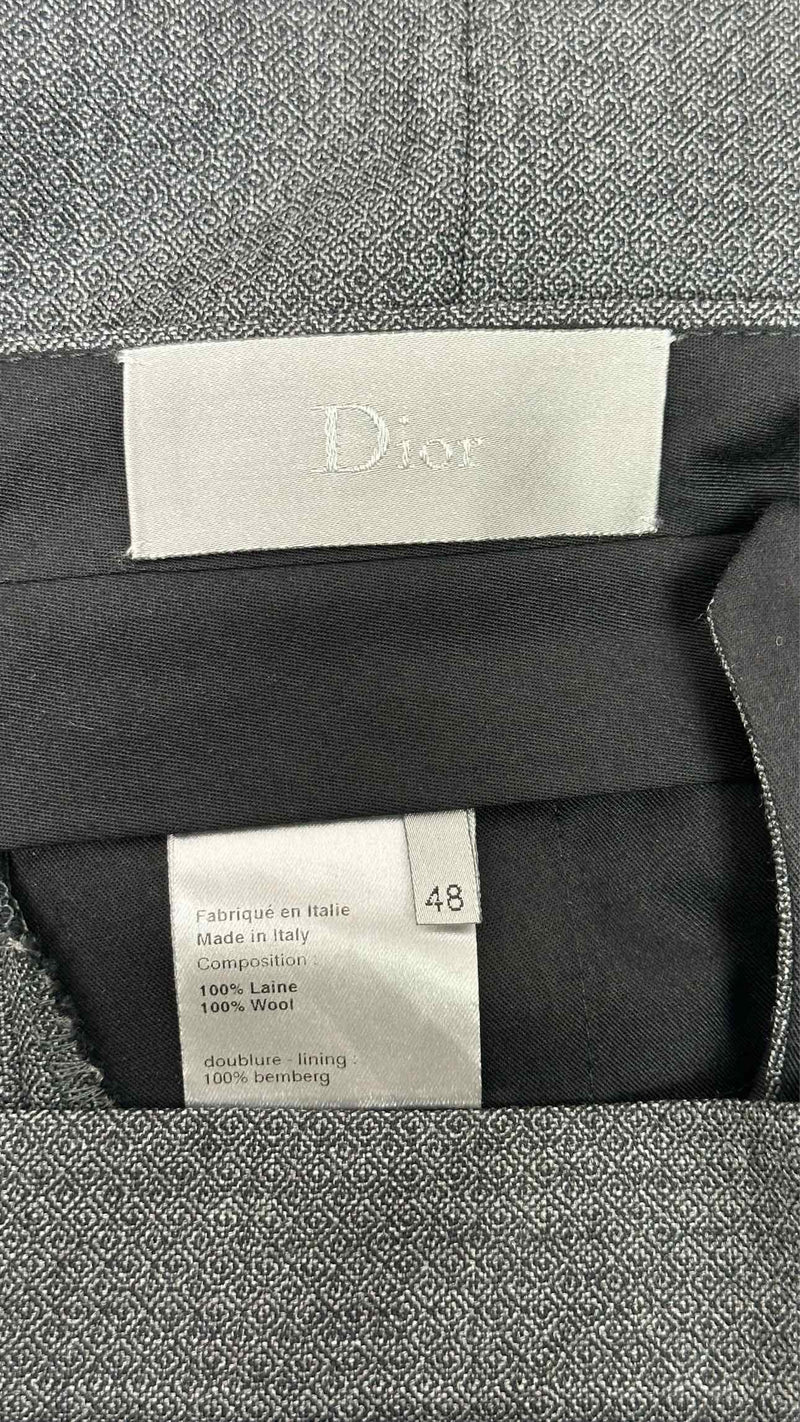 Dior
48
Fabriqué en Italie
Made in Italy
Composition :
100% Laine
100% Wool
doublure - lining :
100% bemberg